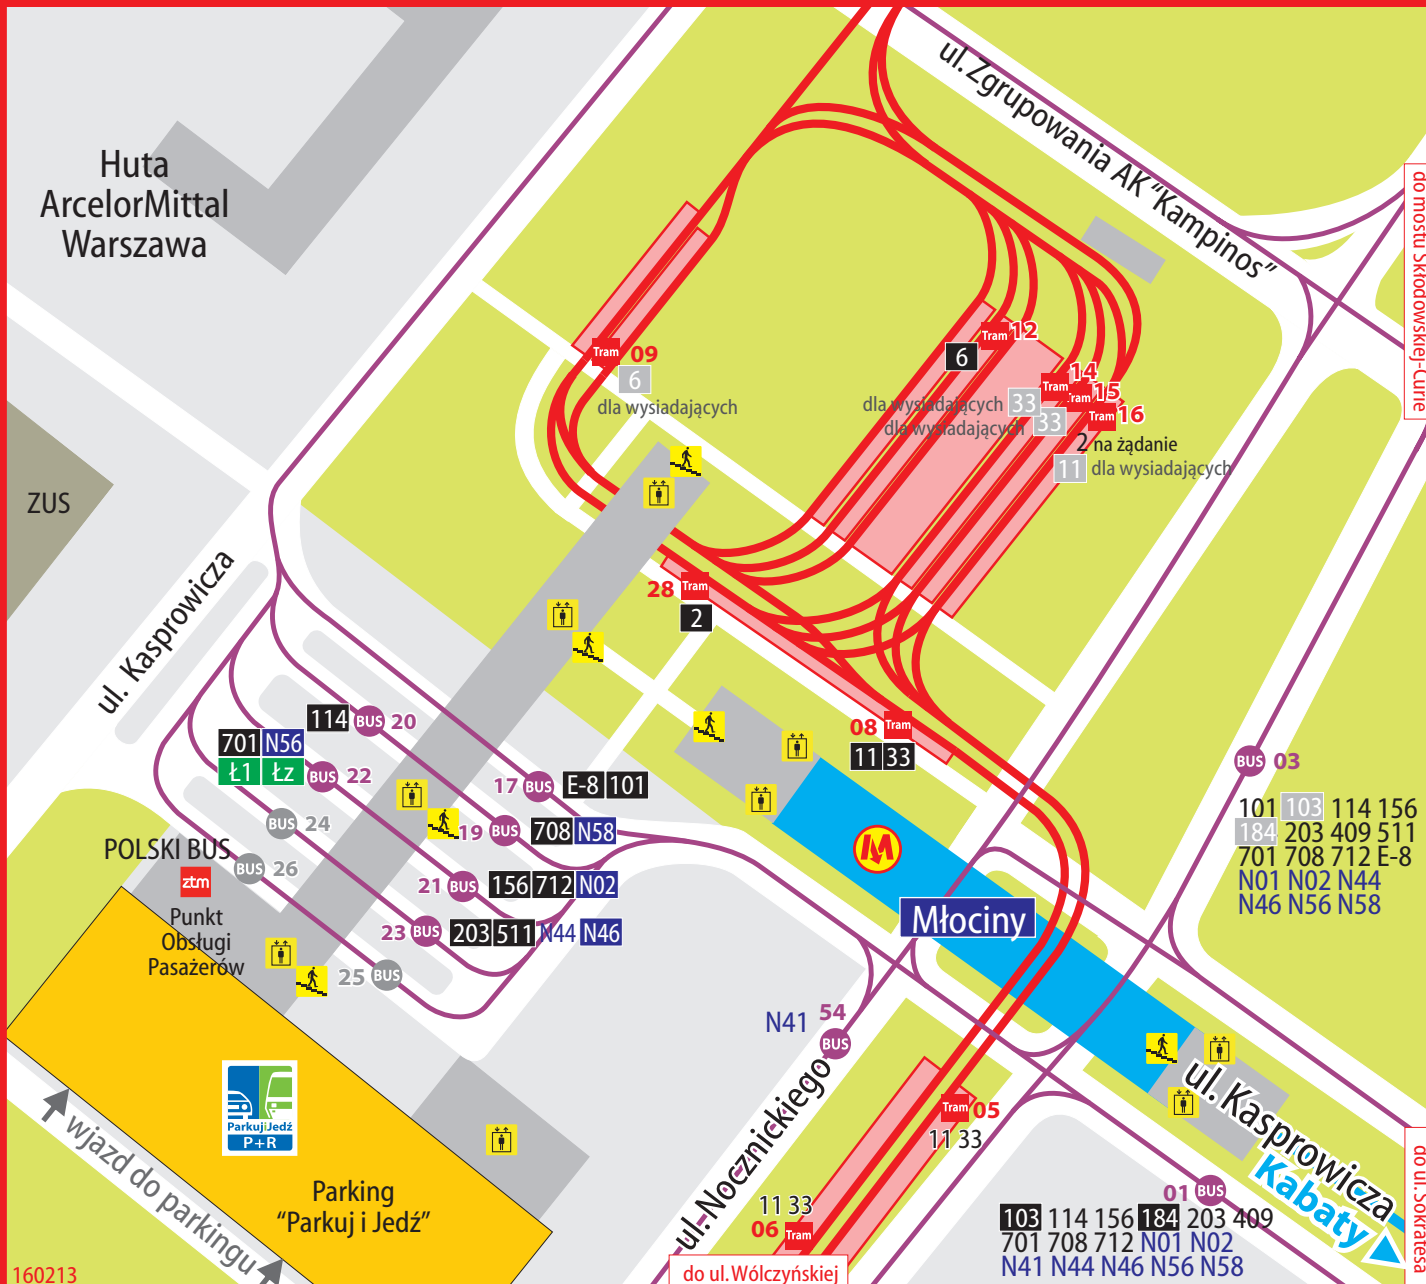 ul. Zgrupowania AK "Kampinos"
Huta
ArcelorMittal
Warszawa
do mostu Skłodowskiej-Curie
Tram 09
6
dla wysiadających
Tram 12
6
Tram 14
dla wysiadających 33
Tram 15
dla wysiadających 33
Tram 16
2 na żądanie
11 dla wysiadających
ZUS
ul. Kasprowicza
28 Tram
2
08 Tram
11 33
114 BUS 20
701 N56
Ł1 Łz BUS 22
17 BUS E-8 101
BUS 24
19 BUS 708 N58
POLSKI BUS
BUS 26
ztm
Punkt
Obsługi
Pasażerów
21 BUS 156 712 N02
23 BUS 203 511 N44 N46
25 BUS
BUS 03
101 103 114 156
184 203 409 511
701 708 712 E-8
N01 N02 N44
N46 N56 N58
M
Młociny
N41 54
BUS
ul. Nocznickiego
Tram 05
11 33
11 33
06 Tram
do ul. Wólczyńskiej
ul. Kasprowicza
Kabaty
do ul. Sokratesa
01 BUS
103 114 156 184 203 409
701 708 712 N01 N02
N41 N44 N46 N56 N58
ParkujiJedź
P+R
Parking
"Parkuj i Jedź"
wjazd do parkingu
160213